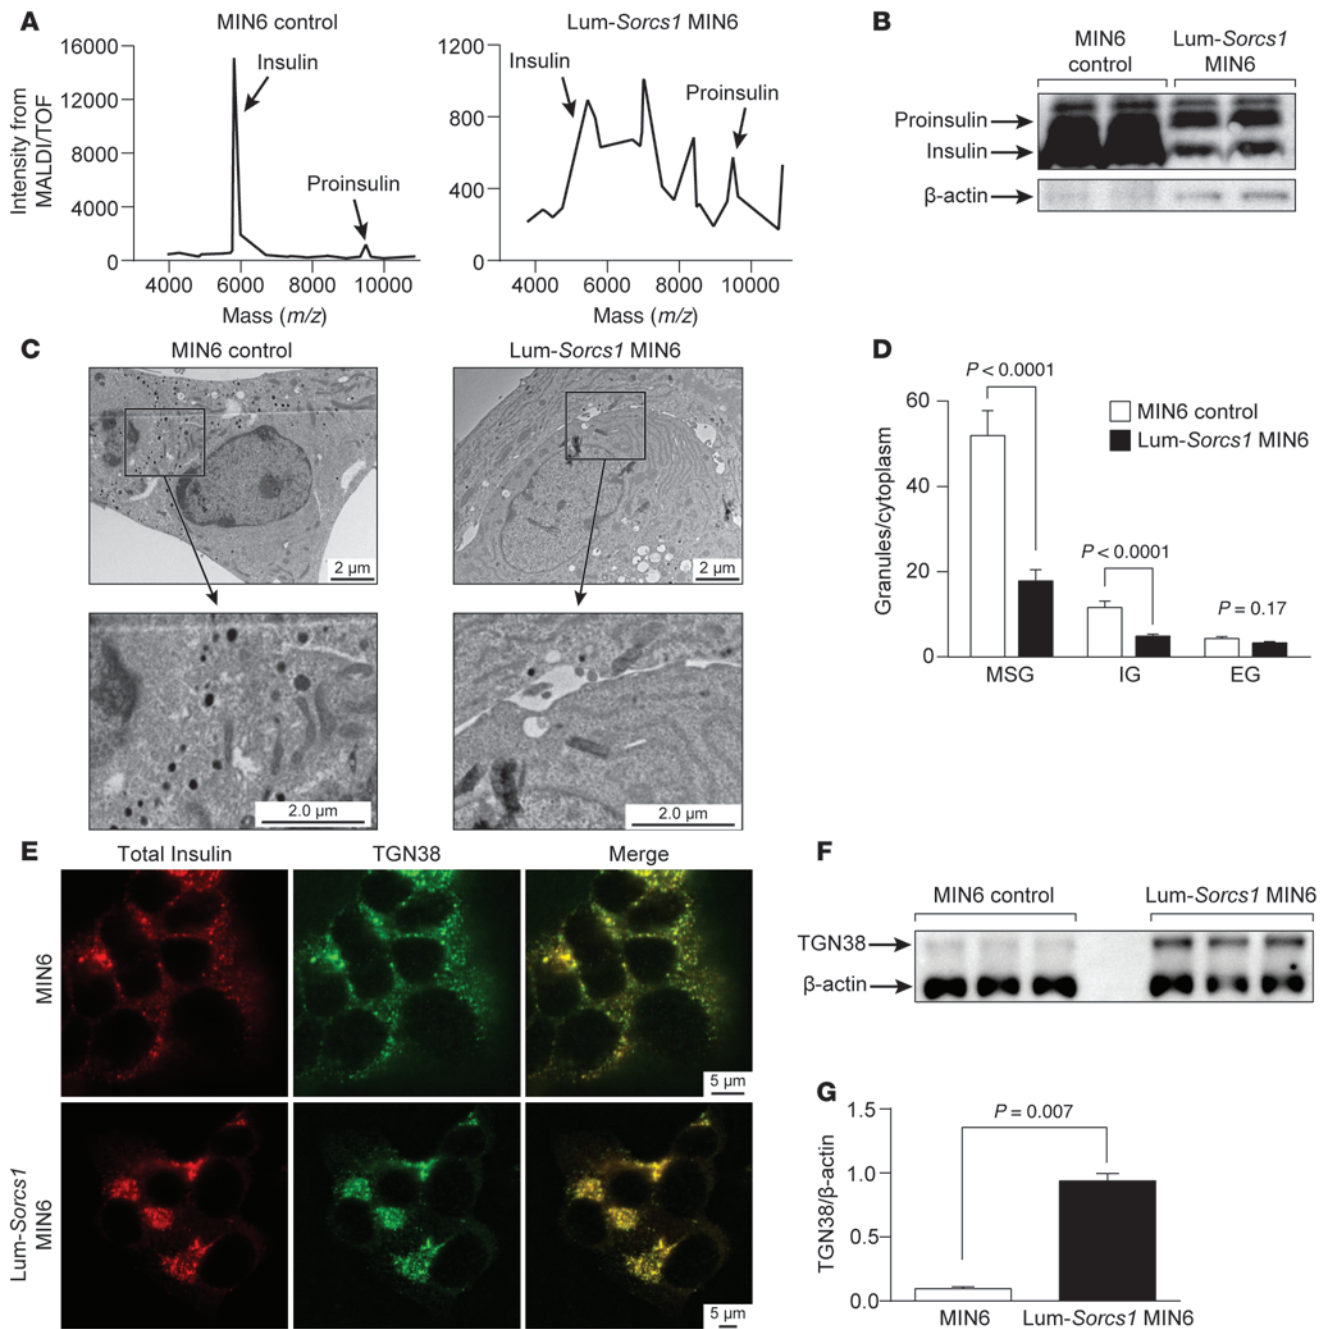 A
MIN6 control
Lum-Sorcs1 MIN6
Intensity from
MALDI/TOF
16000
12000
8000
4000
0
Insulin
Proinsulin
4000 6000 8000 10000
Mass (m/z)
1200
800
400
0
Insulin
Proinsulin
4000 6000 8000 10000
Mass (m/z)
B
MIN6
control
Lum-Sorcs1
MIN6
Proinsulin
Insulin
β-actin
C
MIN6 control
Lum-Sorcs1 MIN6
2 μm
2 μm
2.0 μm
2.0 μm
D
Granules/cytoplasm
60
40
20
0
P < 0.0001
P < 0.0001
P = 0.17
MIN6 control
Lum-Sorcs1 MIN6
MSG IG EG
E
Total Insulin TGN38 Merge
MIN6
5 μm
Lum-Sorcs1
MIN6
5 μm
F
MIN6 control
Lum-Sorcs1 MIN6
TGN38
β-actin
G
TGN38/β-actin
1.5
1.0
0.5
0.0
P = 0.007
MIN6 Lum-Sorcs1 MIN6